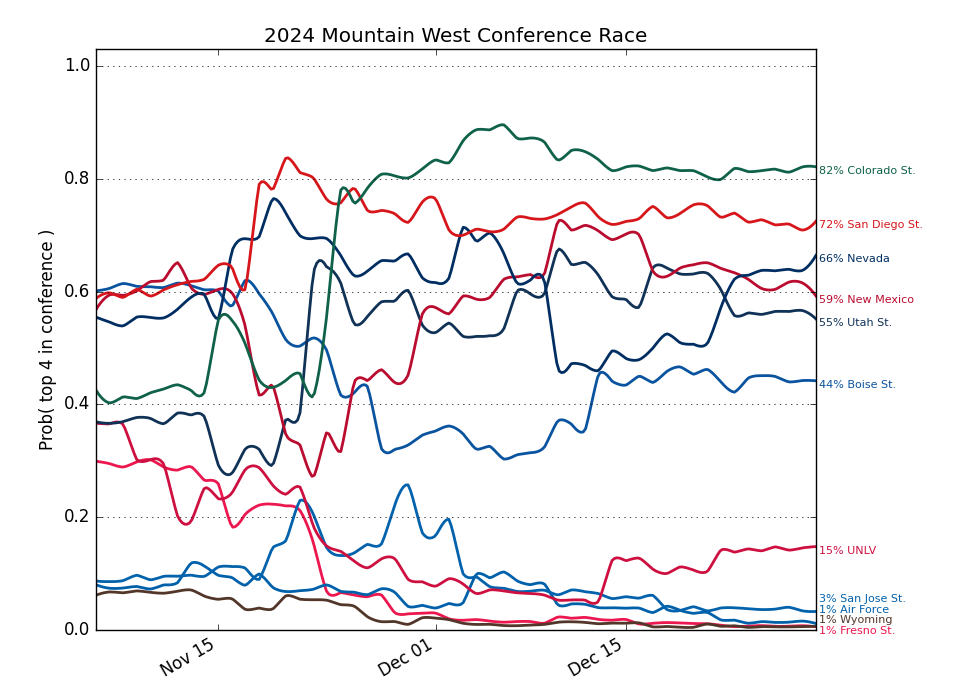 2024 Mountain West Conference Race
Prob( top 4 in conference )
1.0
0.8
0.6
0.4
0.2
0.0
Nov 15
Dec 01
Dec 15
82% Colorado St.
72% San Diego St.
66% Nevada
59% New Mexico
55% Utah St.
44% Boise St.
15% UNLV
3% San Jose St.
1% Air Force
1% Wyoming
1% Fresno St.